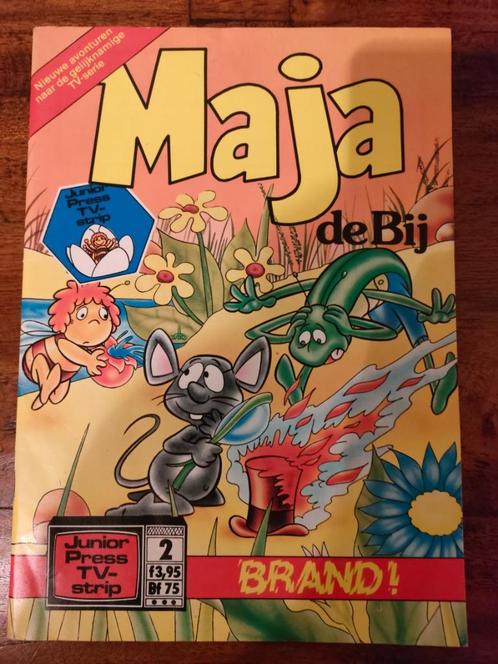 Nieuwe avonturen
naar de gelijknamige
TV-serie
Maja
de Bij
Junior
Press
TV-
strip
Junior
Press
TV-
strip
2
f3,95
Bf 75
BRAND!